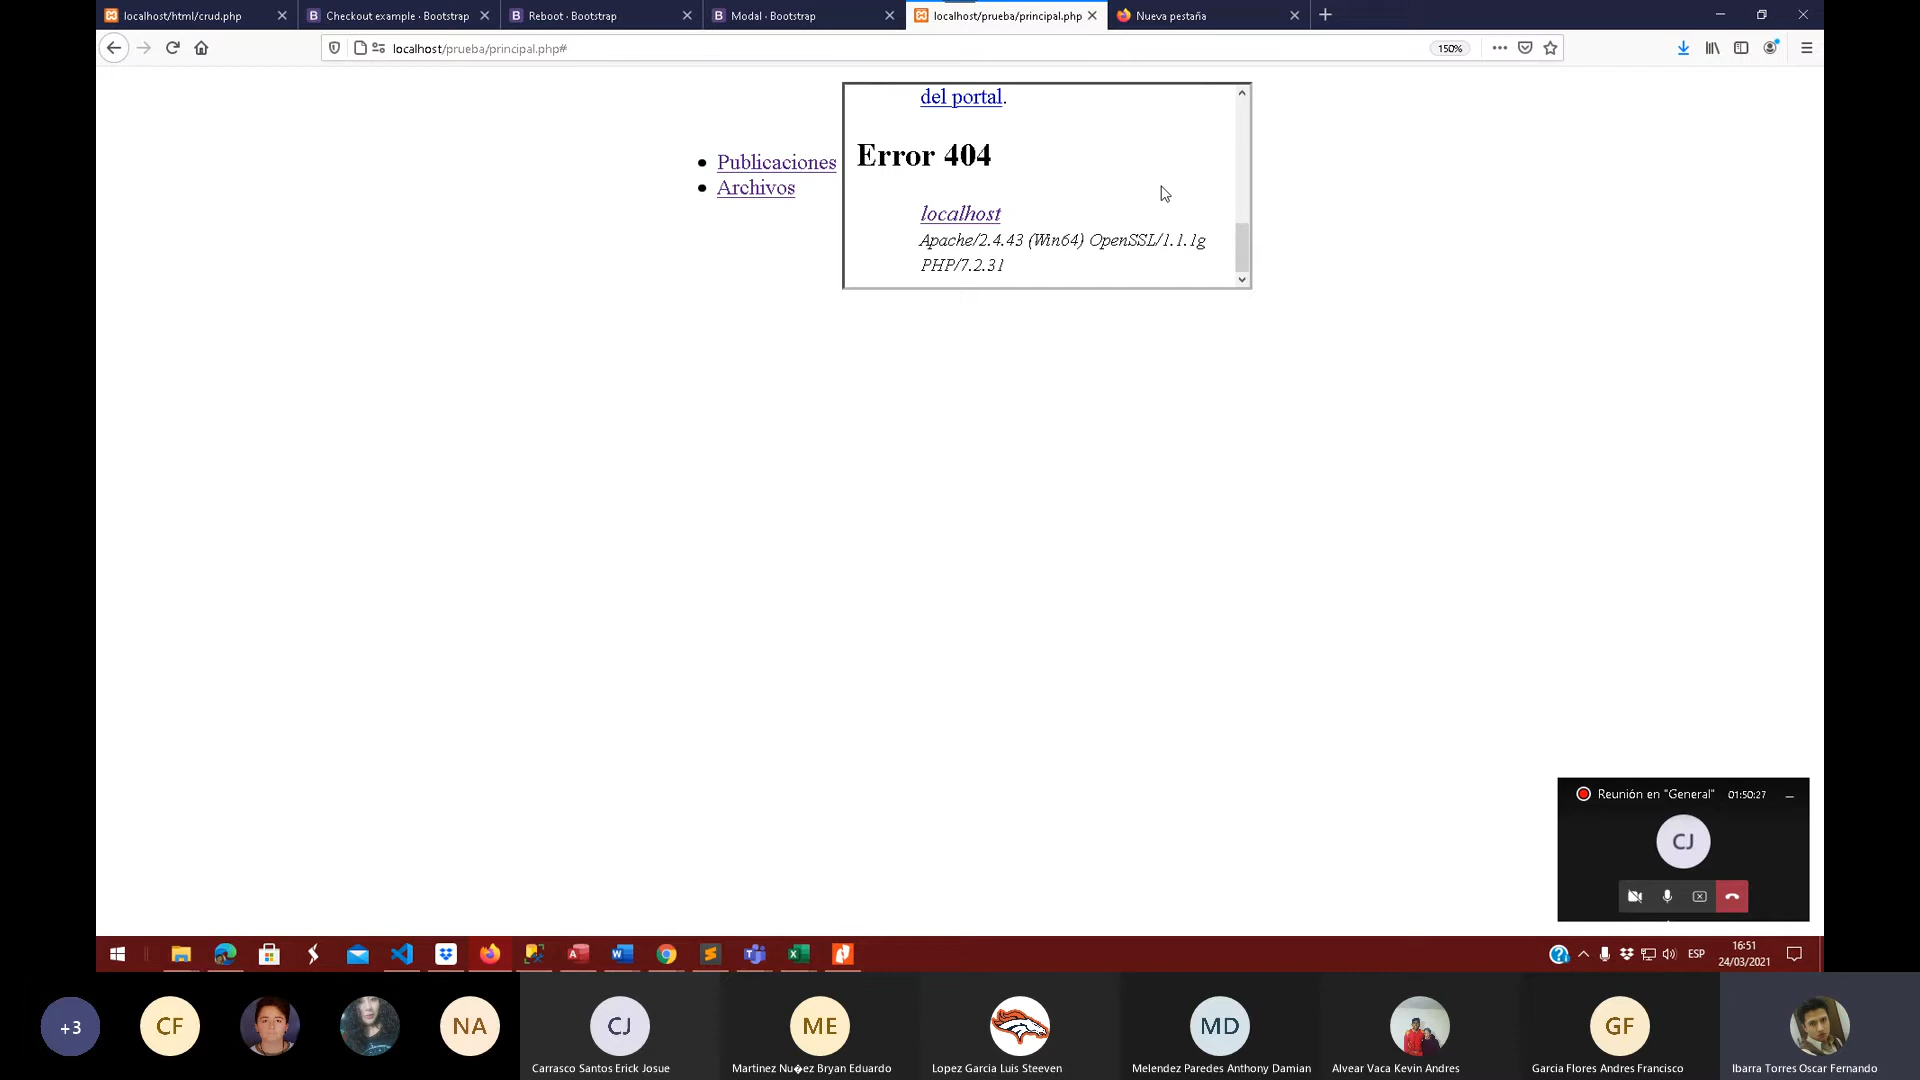 localhost/html/crud.php
Checkout example · Bootstrap
Reboot · Bootstrap
Modal · Bootstrap
localhost/prueba/principal.php
Nueva pestaña
localhost/prueba/principal.php#
150%
del portal.
Error 404
Publicaciones
Archivos
localhost
Apache/2.4.43 (Win64) OpenSSL/1.1.1g
PHP/7.2.31
Reunión en "General"
01:50:27
CJ
ESP
16:51
24/03/2021
+3
CF
NA
CJ
ME
MD
GF
Carrasco Santos Erick Josue
Martinez Nu�ez Bryan Eduardo
Lopez Garcia Luis Steeven
Melendez Paredes Anthony Damian
Alvear Vaca Kevin Andres
Garcia Flores Andres Francisco
Ibarra Torres Oscar Fernando